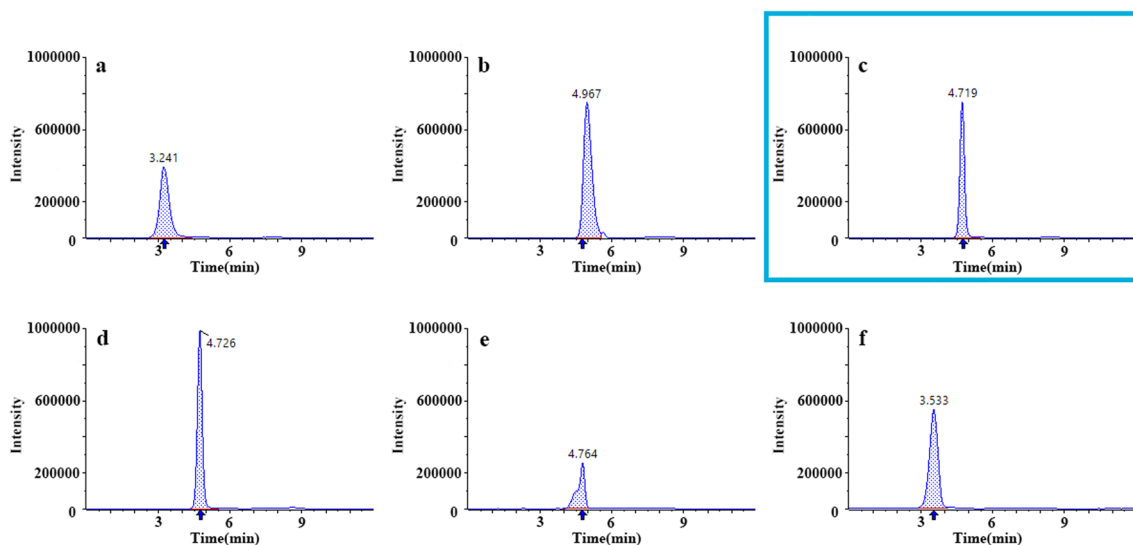 a
1000000
600000
200000
0
Intensity
3.241
3 6 9
Time(min)
b
1000000
600000
200000
0
Intensity
4.967
3 6 9
Time(min)
c
1000000
600000
200000
0
Intensity
4.719
3 6 9
Time(min)
d
1000000
600000
200000
0
Intensity
4.726
3 6 9
Time(min)
e
1000000
600000
200000
0
Intensity
4.764
3 6 9
Time(min)
f
1000000
600000
200000
0
Intensity
3.533
3 6 9
Time(min)